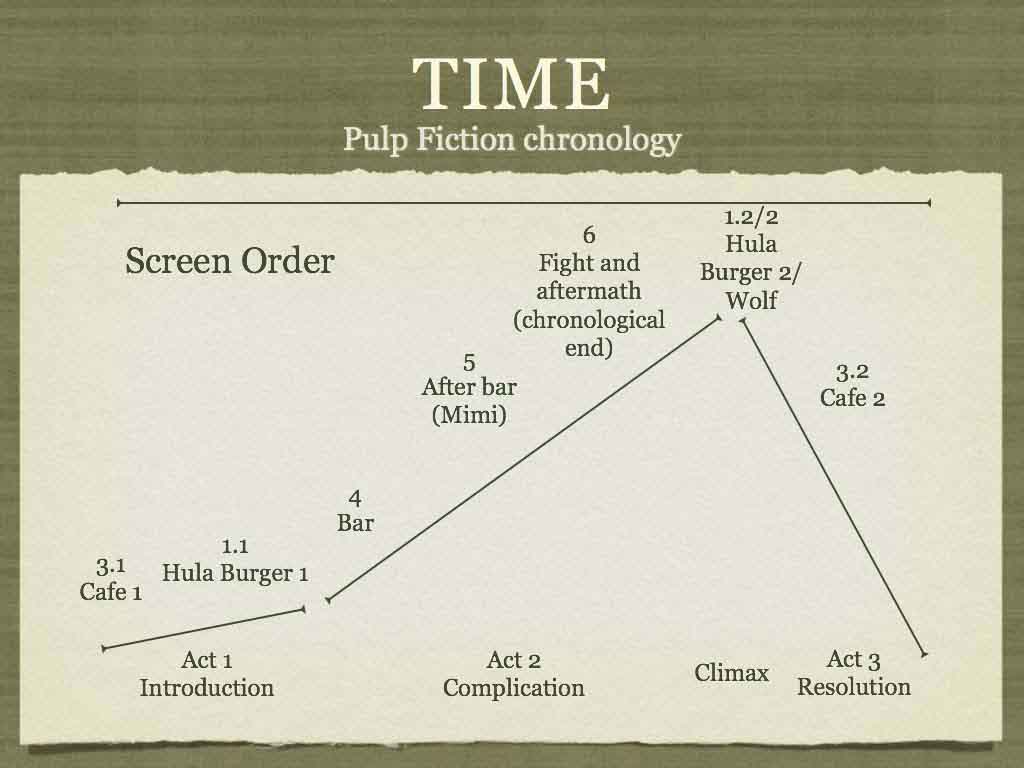 TIME
Pulp Fiction chronology
Screen Order
3.1
Cafe 1
1.1
Hula Burger 1
4
Bar
5
After bar
(Mimi)
6
Fight and
aftermath
(chronological
end)
1.2/2
Hula
Burger 2/
Wolf
3.2
Cafe 2
Act 1
Introduction
Act 2
Complication
Climax
Act 3
Resolution